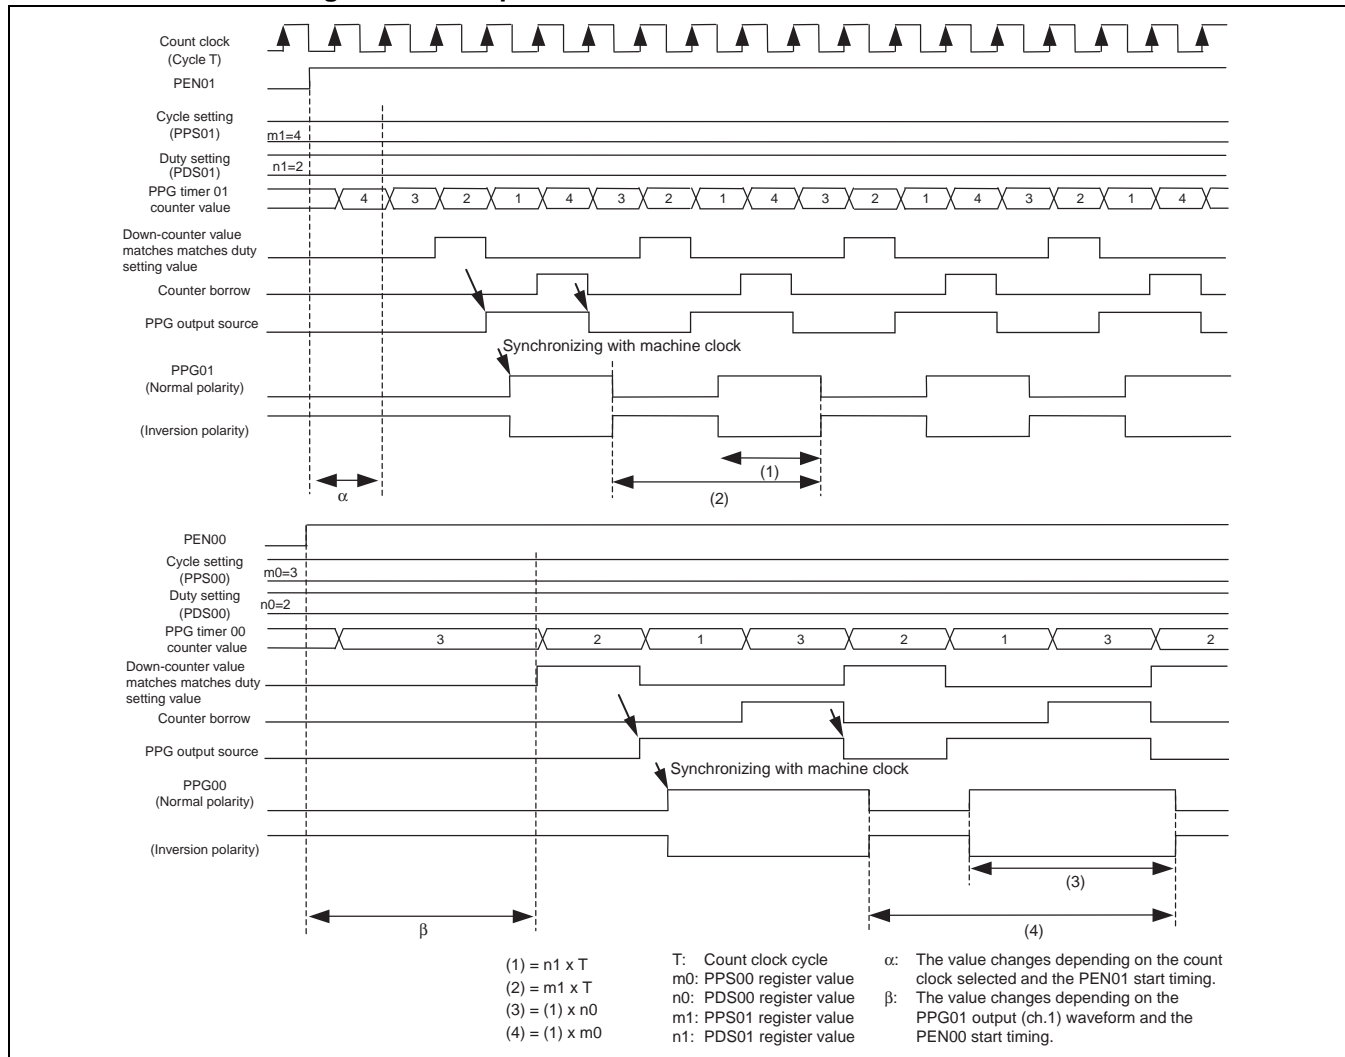 Count clock
(Cycle T)
PEN01
Cycle setting
(PPS01)
m1=4
Duty setting
(PDS01)
n1=2
PPG timer 01
counter value
4 3 2 1 4 3 2 1 4 3 2 1 4 3 2 1 4
Down-counter value
matches matches duty
setting value
Counter borrow
PPG output source
Synchronizing with machine clock
PPG01
(Normal polarity)
(Inversion polarity)
(1)
(2)
α
PEN00
Cycle setting
(PPS00)
m0=3
Duty setting
(PDS00)
n0=2
PPG timer 00
counter value
3 2 1 3 2 1 3 2
Down-counter value
matches matches duty
setting value
Counter borrow
PPG output source
Synchronizing with machine clock
PPG00
(Normal polarity)
(Inversion polarity)
(3)
(4)
β
(1) = n1 x T
(2) = m1 x T
(3) = (1) x n0
(4) = (1) x m0
T: Count clock cycle
m0: PPS00 register value
n0: PDS00 register value
m1: PPS01 register value
n1: PDS01 register value
α: The value changes depending on the count
clock selected and the PEN01 start timing.
β: The value changes depending on the
PPG01 output (ch.1) waveform and the
PEN00 start timing.